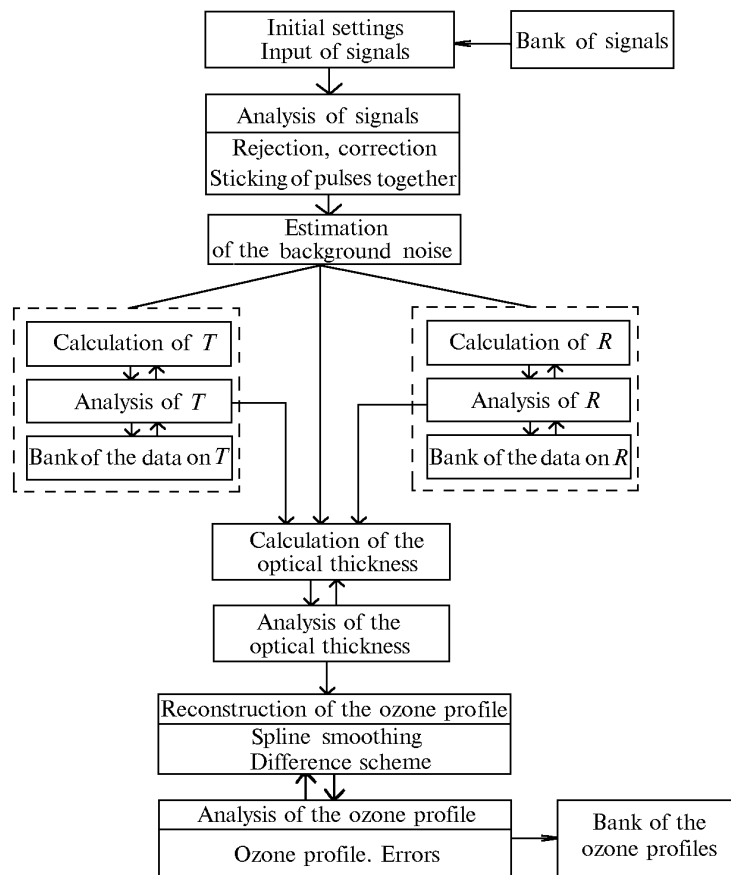 Initial settings
Input of signals
Bank of signals
Analysis of signals
Rejection, correction
Sticking of pulses together
Estimation
of the background noise
Calculation of T
Analysis of T
Bank of the data on T
Calculation of R
Analysis of R
Bank of the data on R
Calculation of the
optical thickness
Analysis of the
optical thickness
Reconstruction of the ozone profile
Spline smoothing
Difference scheme
Analysis of the ozone profile
Ozone profile. Errors
Bank of the
ozone profiles